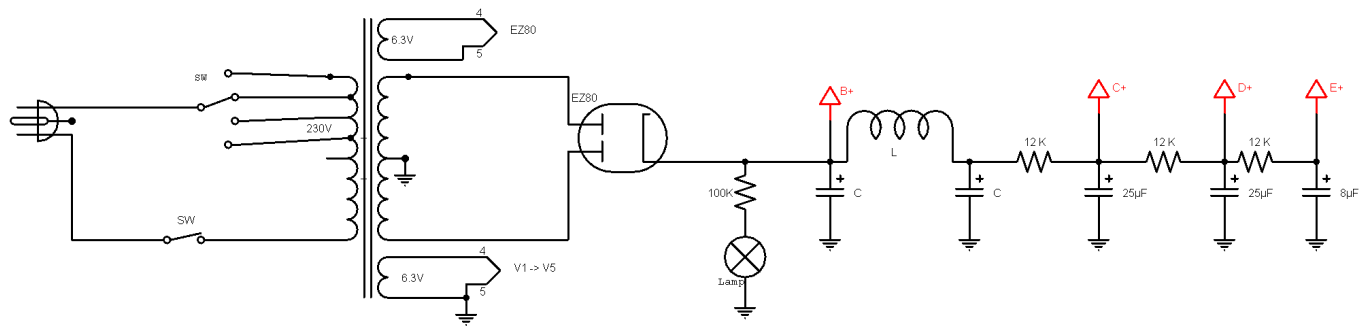 4
6.3V
EZ80
5
sw
EZ80
B+
C+
D+
E+
230V
L
12 K
12 K
12 K
100K
+
C
+
C
+
25µF
+
25µF
+
8µF
SW
4
6.3V
V1 -> V5
5
Lamp